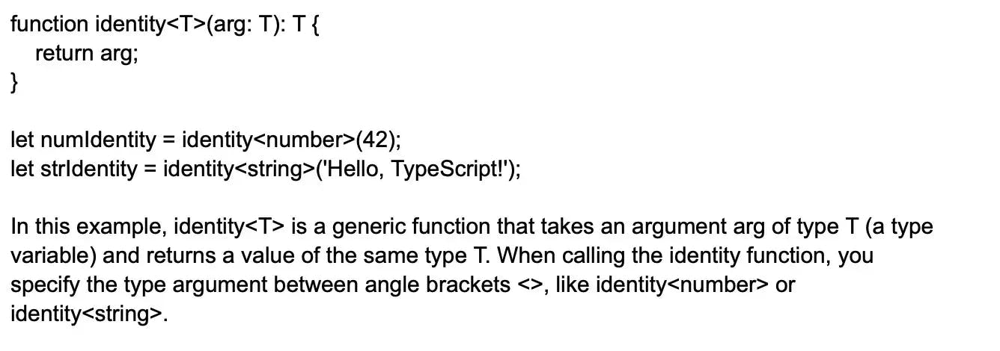 function identity<T>(arg: T): T {
return arg;
}
let numIdentity = identity<number>(42);
let strIdentity = identity<string>('Hello, TypeScript!');
In this example, identity<T> is a generic function that takes an argument arg of type T (a type
variable) and returns a value of the same type T. When calling the identity function, you
specify the type argument between angle brackets <>, like identity<number> or
identity<string>.